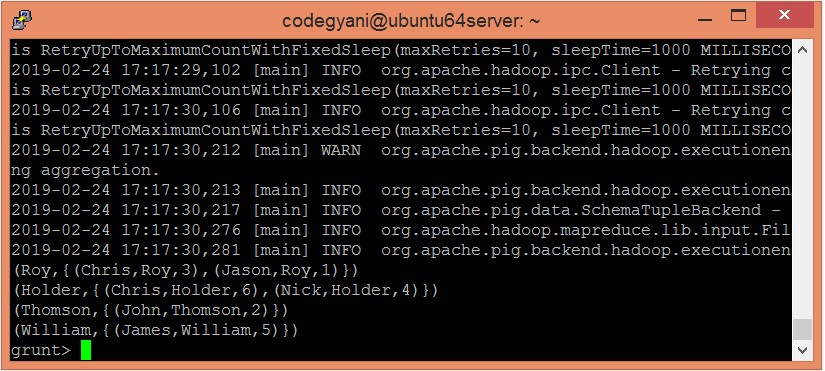 codegyani@ubuntu64server: ~
is RetryUpToMaximumCountWithFixedSleep(maxRetries=10, sleepTime=1000 MILLISECO
2019-02-24 17:17:29,102 [main] INFO  org.apache.hadoop.ipc.Client - Retrying c
is RetryUpToMaximumCountWithFixedSleep(maxRetries=10, sleepTime=1000 MILLISECO
2019-02-24 17:17:30,106 [main] INFO  org.apache.hadoop.ipc.Client - Retrying c
is RetryUpToMaximumCountWithFixedSleep(maxRetries=10, sleepTime=1000 MILLISECO
2019-02-24 17:17:30,212 [main] WARN  org.apache.pig.backend.hadoop.executionen
ng aggregation.
2019-02-24 17:17:30,213 [main] INFO  org.apache.pig.backend.hadoop.executionen
2019-02-24 17:17:30,217 [main] INFO  org.apache.pig.data.SchemaTupleBackend -
2019-02-24 17:17:30,276 [main] INFO  org.apache.hadoop.mapreduce.lib.input.Fil
2019-02-24 17:17:30,281 [main] INFO  org.apache.pig.backend.hadoop.executionen
(Roy,{(Chris,Roy,3),(Jason,Roy,1)})
(Holder,{(Chris,Holder,6),(Nick,Holder,4)})
(Thomson,{(John,Thomson,2)})
(William,{(James,William,5)})
grunt>